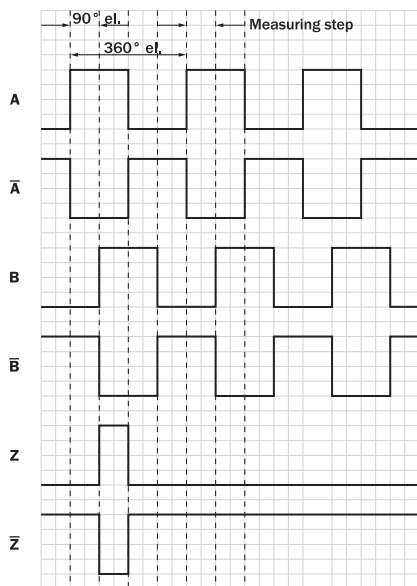 90° el.
Measuring step
360° el.
A
A̅
B
B̅
Z
Z̅